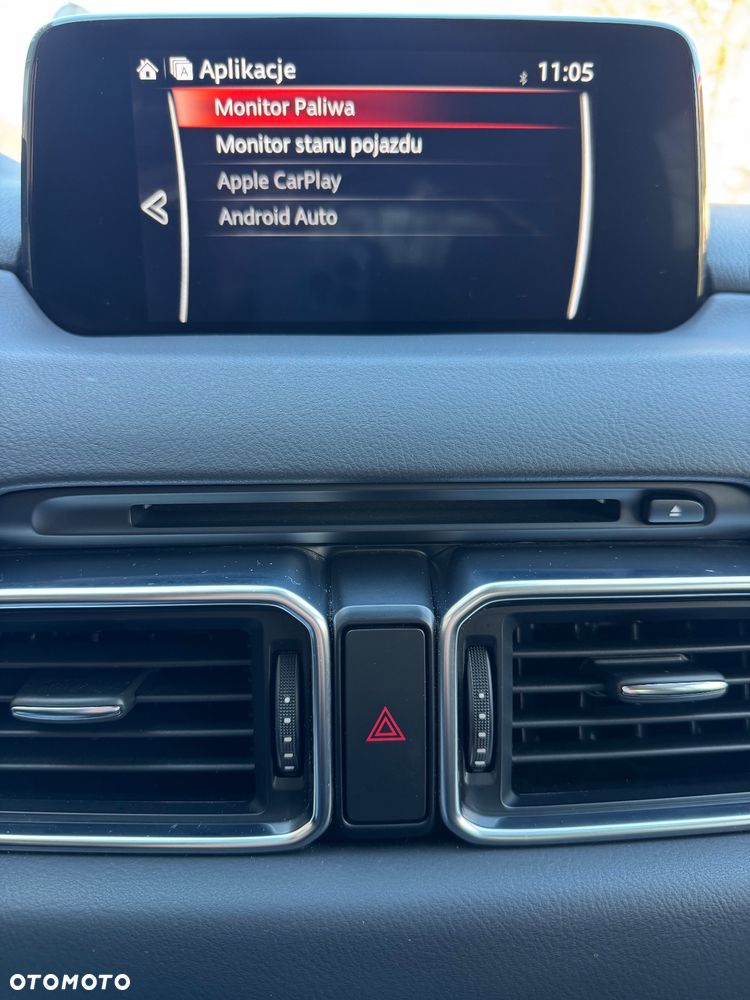 Aplikacje
11:05
Monitor Paliwa
Monitor stanu pojazdu
Apple CarPlay
Android Auto
OTOMOTO